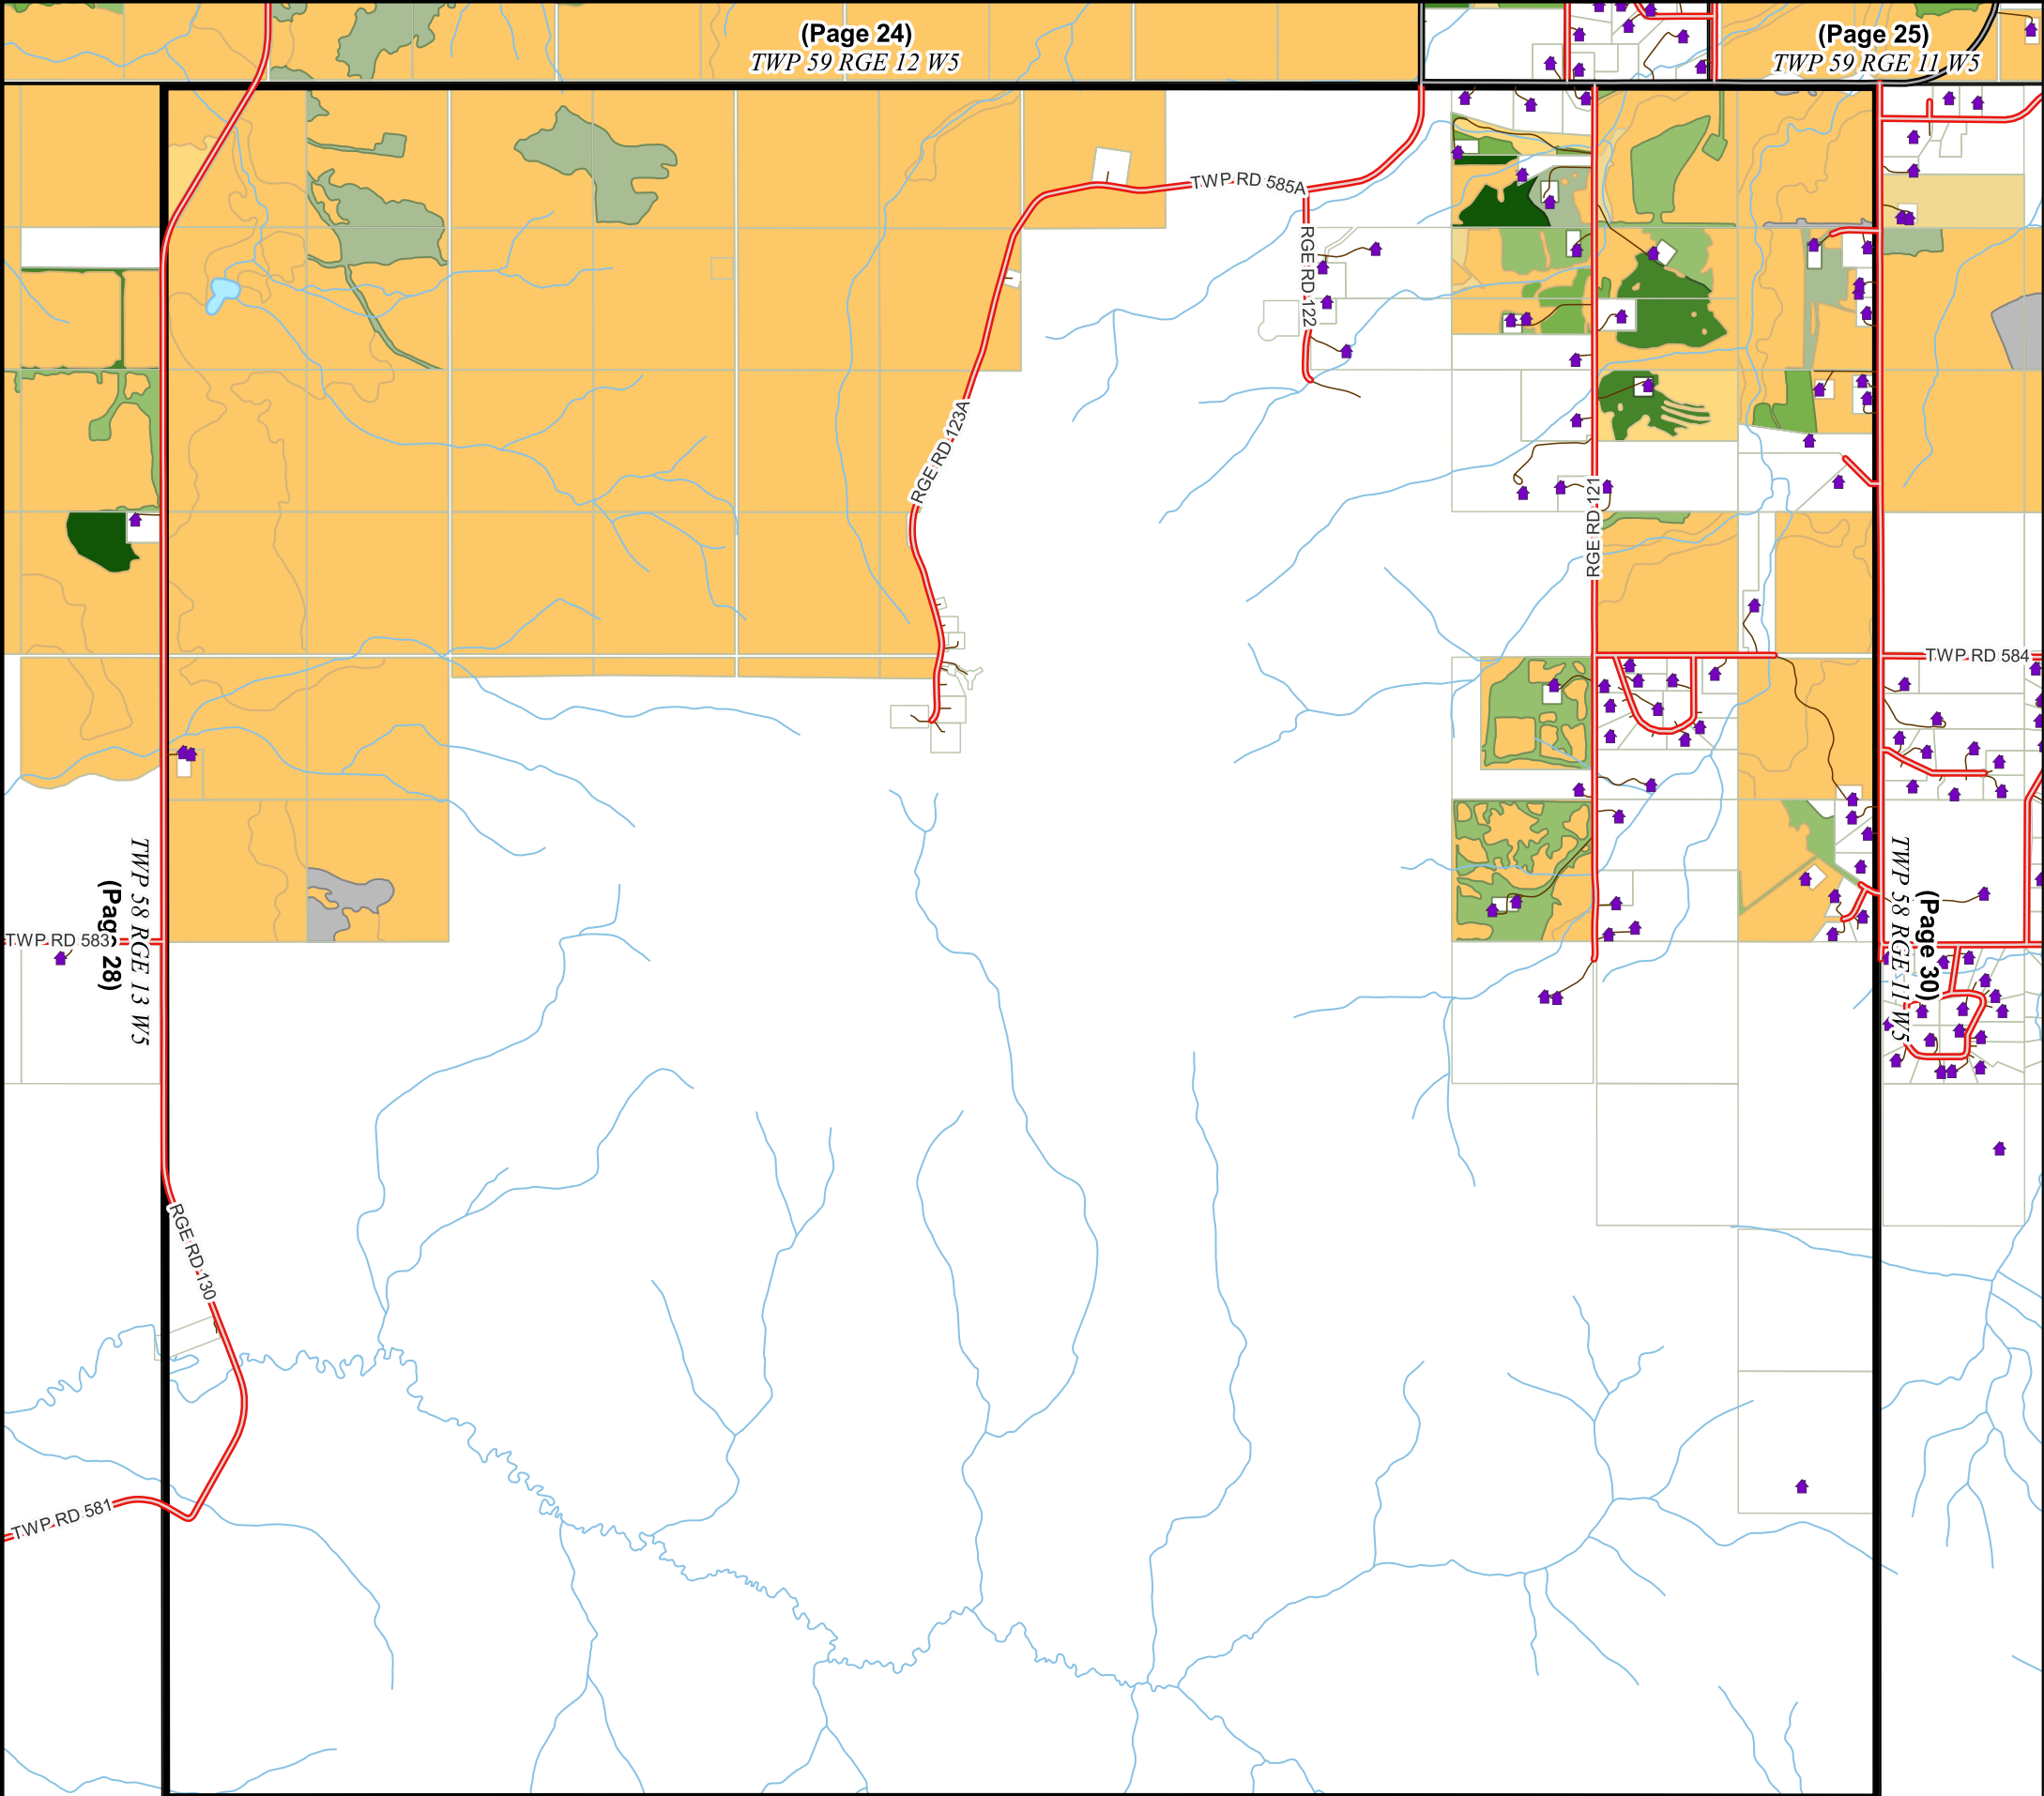 (Page 24)
TWP 59 RGE 12 W5
(Page 25)
TWP 59 RGE 11 W5
TWP RD 585A
RGE RD 122
RGE RD 123A
RGE RD 121
TWP RD 584
TWP 58 RGE 13 W5
(Page 28)
TWP RD 583
TWP 58 RGE 11 W5
(Page 30)
RGE RD 130
TWP RD 581